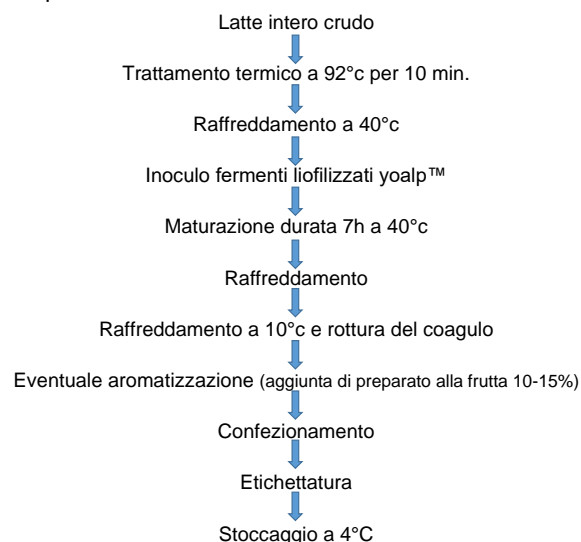 Latte intero crudo
Trattamento termico a 92°c per 10 min.
Raffreddamento a 40°c
Inoculo fermenti liofilizzati yoalp™
Maturazione durata 7h a 40°c
Raffreddamento
Raffreddamento a 10°c e rottura del coagulo
Eventuale aromatizzazione (aggiunta di preparato alla frutta 10-15%)
Confezionamento
Etichettatura
Stoccaggio a 4°C